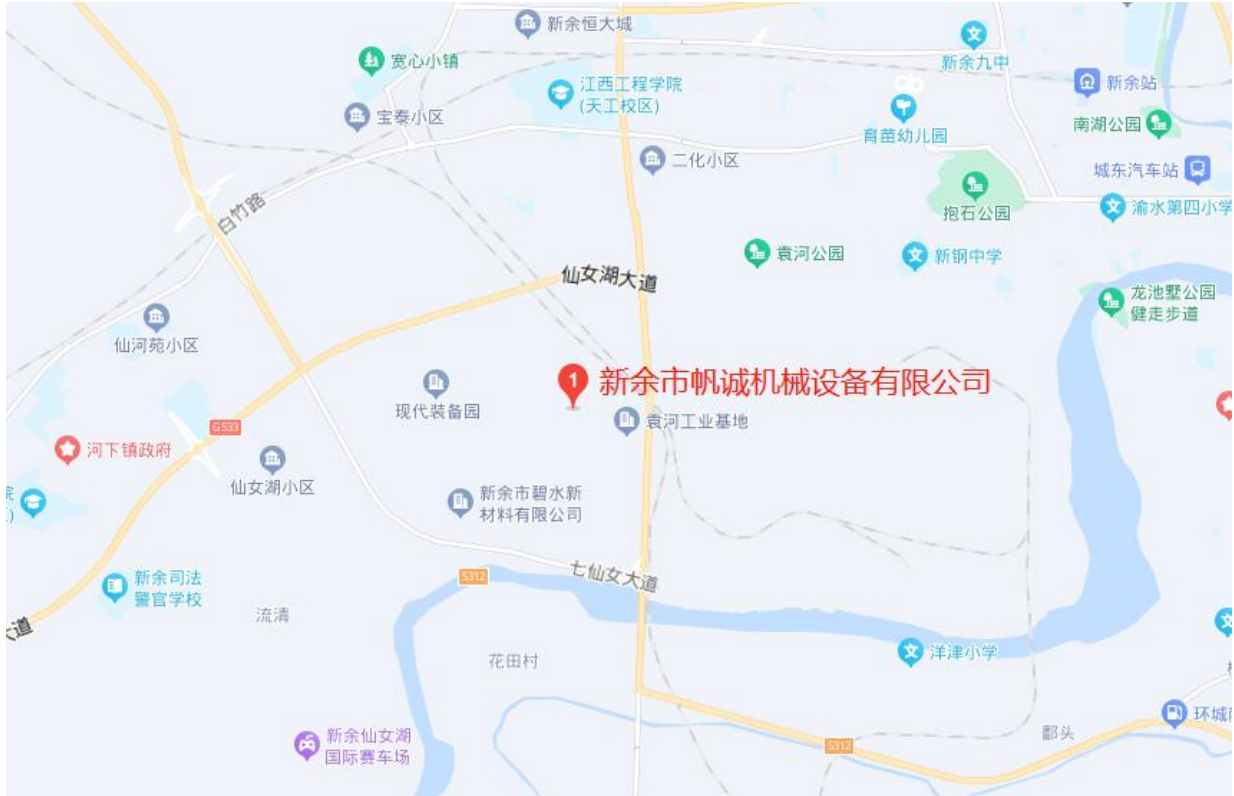 新余恒大城
宽心小镇
新余九中
江西工程学院
(天工校区)
新余站
宝泰小区
南湖公园
育苗幼儿园
二化小区
城东汽车站
白竹路
抱石公园
渝水第四小学
袁河公园
新钢中学
仙女湖大道
龙池墅公园
健走步道
仙河苑小区
1
新余市帆诚机械设备有限公司
现代装备园
袁河工业基地
G533
河下镇政府
仙女湖小区
新余市碧水新
材料有限公司
七仙女大道
S312
新余司法
警官学校
流清
大道
花田村
洋津小学
新余仙女湖
国际赛车场
环城
鄱头
S312